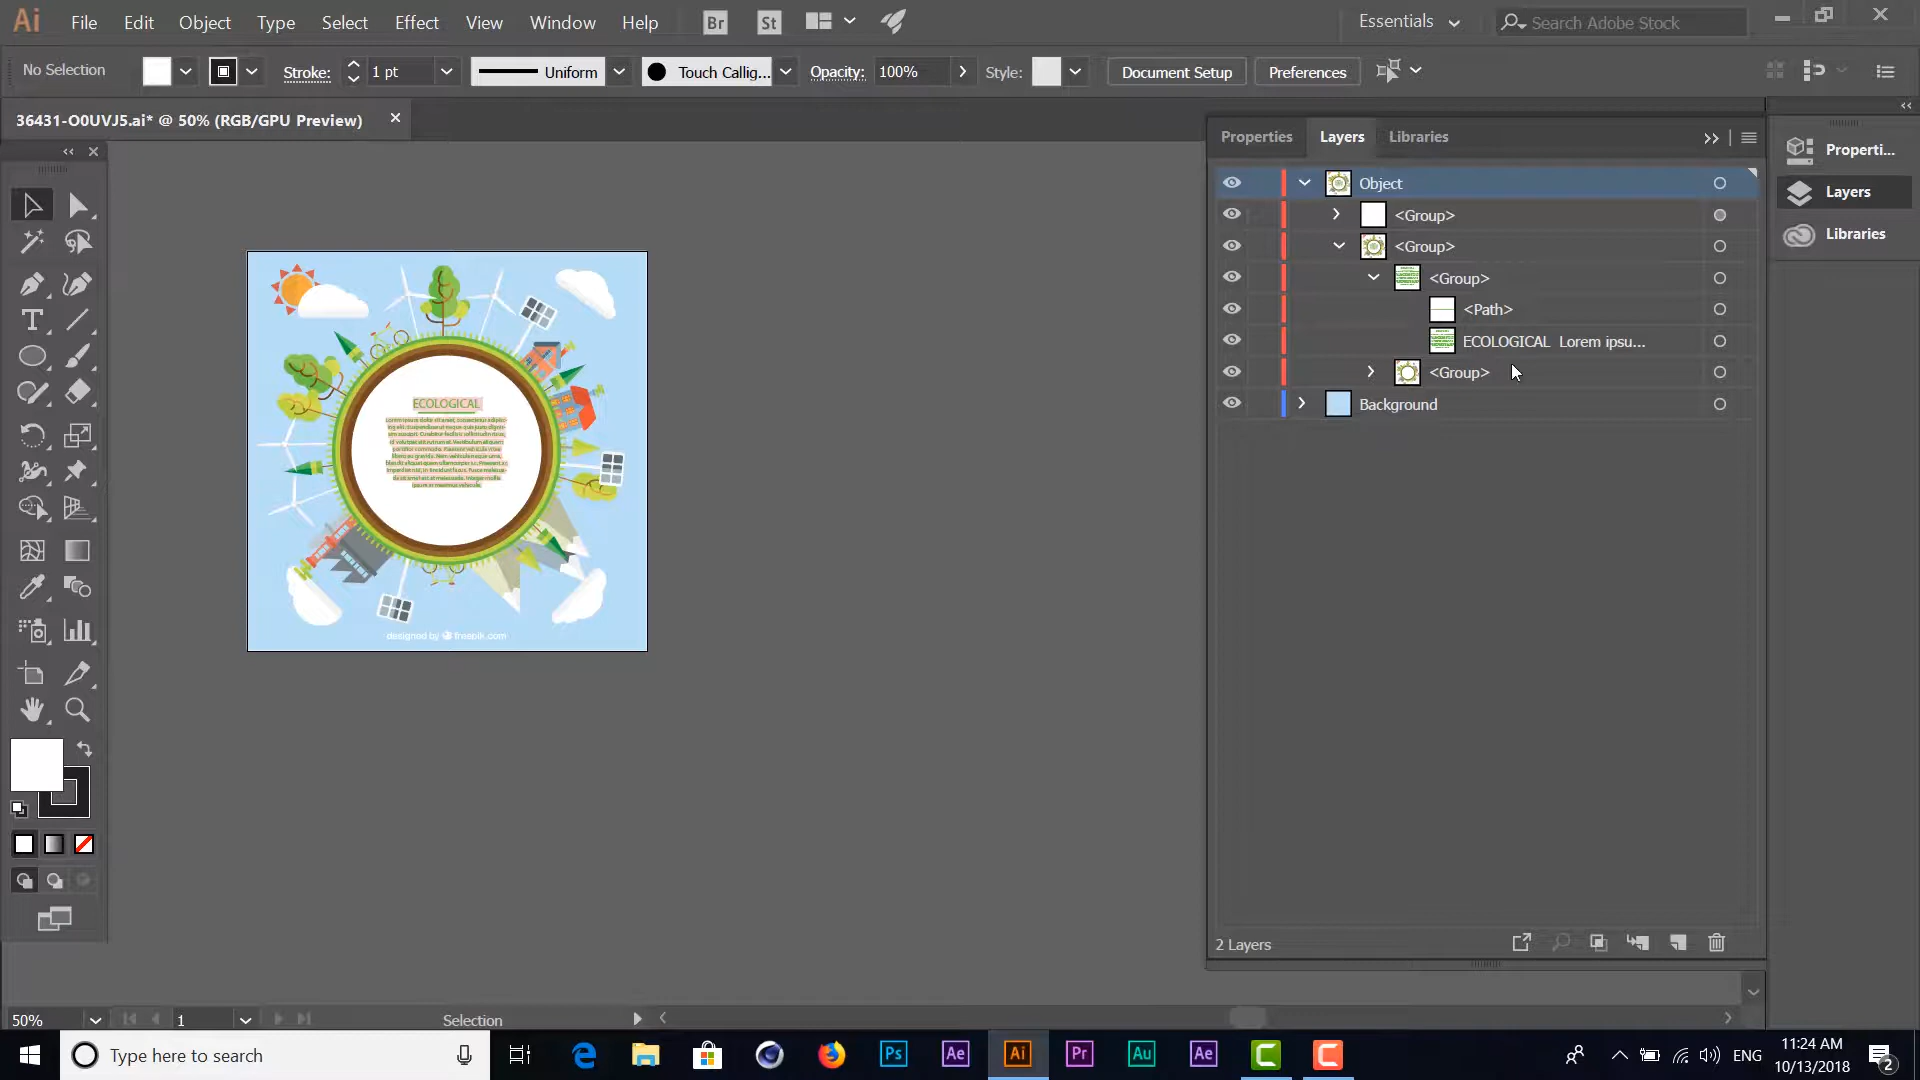 Ai File Edit Object Type Select Effect View Window Help Br St Essentials Search Adobe Stock
No Selection Stroke: 1 pt Uniform Touch Callig... Opacity: 100% Style: Document Setup Preferences
36431-O0UVJ5.ai* @ 50% (RGB/GPU Preview)
Properties Layers Libraries
Properti...
Layers
Libraries
Object
<Group>
<Group>
<Group>
<Path>
ECOLOGICAL Lorem ipsu...
<Group>
Background
ECOLOGICAL
designed by freepik.com
2 Layers
50% 1 Selection
Type here to search
Ps Ae Ai Pr Au Ae
ENG
11:24 AM
10/13/2018
2